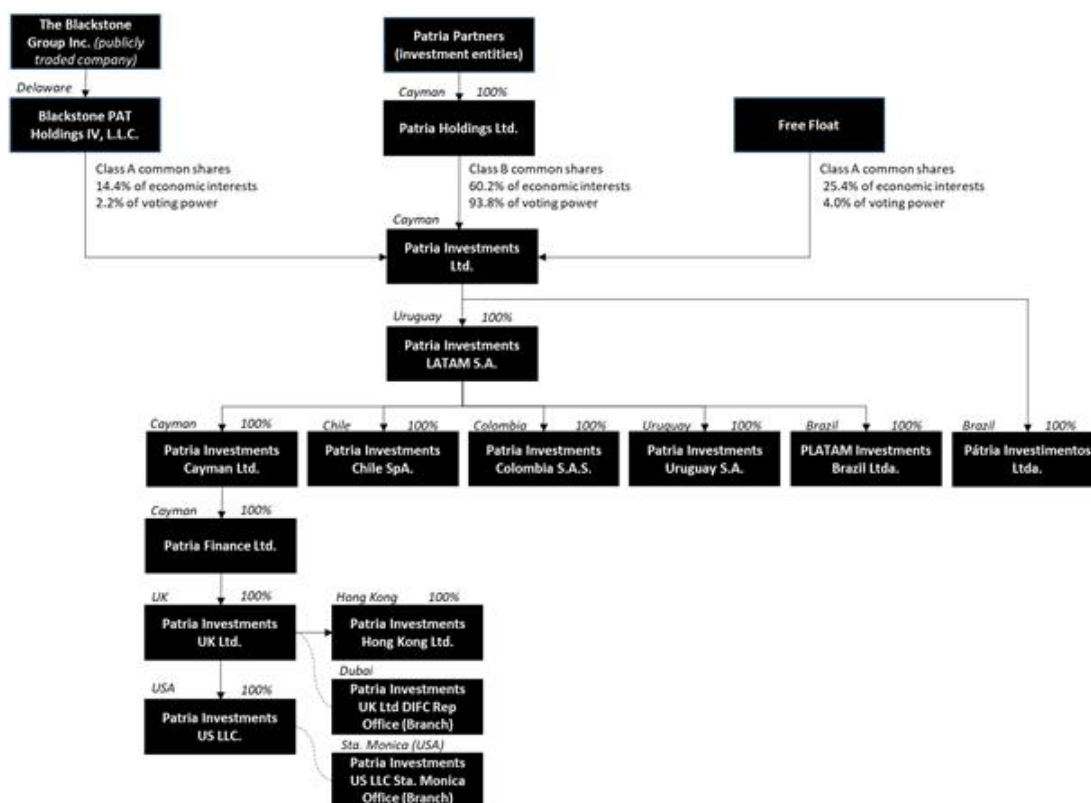 The Blackstone
Group Inc. (publicly
traded company)
Patria Partners
(investment entities)
Delaware
Cayman 100%
Blackstone PAT
Holdings IV, L.L.C.
Patria Holdings Ltd.
Free Float
Class A common shares
14.4% of economic interests
2.2% of voting power
Class B common shares
60.2% of economic interests
93.8% of voting power
Class A common shares
25.4% of economic interests
4.0% of voting power
Cayman
Patria Investments
Ltd.
Uruguay 100%
Patria Investments
LATAM S.A.
Cayman 100%
Patria Investments
Cayman Ltd.
Chile 100%
Patria Investments
Chile SpA.
Colombia 100%
Patria Investments
Colombia S.A.S.
Uruguay 100%
Patria Investments
Uruguay S.A.
Brazil 100%
PLATAM Investments
Brazil Ltda.
Brazil 100%
Pátria Investimentos
Ltda.
Cayman 100%
Patria Finance Ltd.
UK 100%
Patria Investments
UK Ltd.
Hong Kong 100%
Patria Investments
Hong Kong Ltd.
Dubai
Patria Investments
UK Ltd DIFC Rep
Office (Branch)
USA 100%
Patria Investments
US LLC.
Sta. Monica (USA)
Patria Investments
US LLC Sta. Monica
Office (Branch)